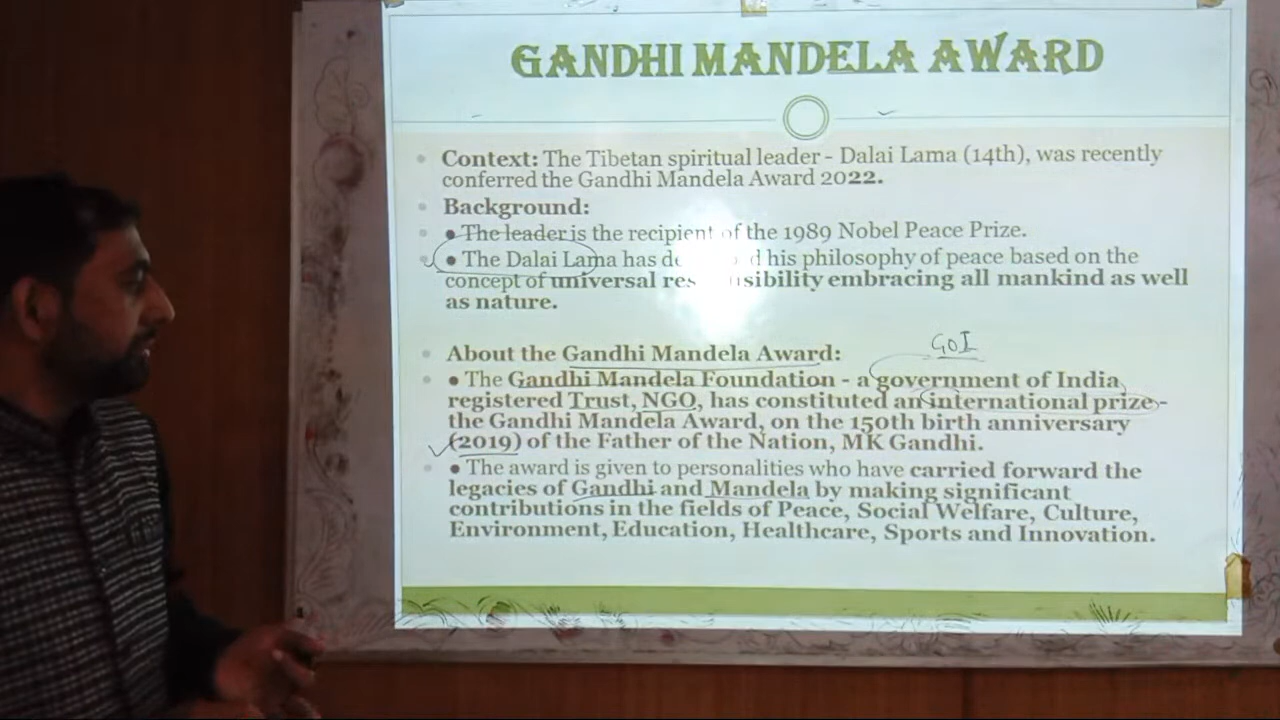 GANDHI MANDELA AWARD
• Context: The Tibetan spiritual leader - Dalai Lama (14th), was recently
conferred the Gandhi Mandela Award 2022.
• Background:
• ● The leader is the recipient of the 1989 Nobel Peace Prize.
• ● The Dalai Lama has his philosophy of peace based on the
concept of universal embracing all mankind as well
as nature.
GOI
• About the Gandhi Mandela Award:
• ● The Gandhi Mandela Foundation - a government of India
registered Trust, NGO, has constituted an international prize -
the Gandhi Mandela Award, on the 150th birth anniversary
(2019) of the Father of the Nation, MK Gandhi.
• ● The award is given to personalities who have carried forward the
legacies of Gandhi and Mandela by making significant
contributions in the fields of Peace, Social Welfare, Culture,
Environment, Education, Healthcare, Sports and Innovation.